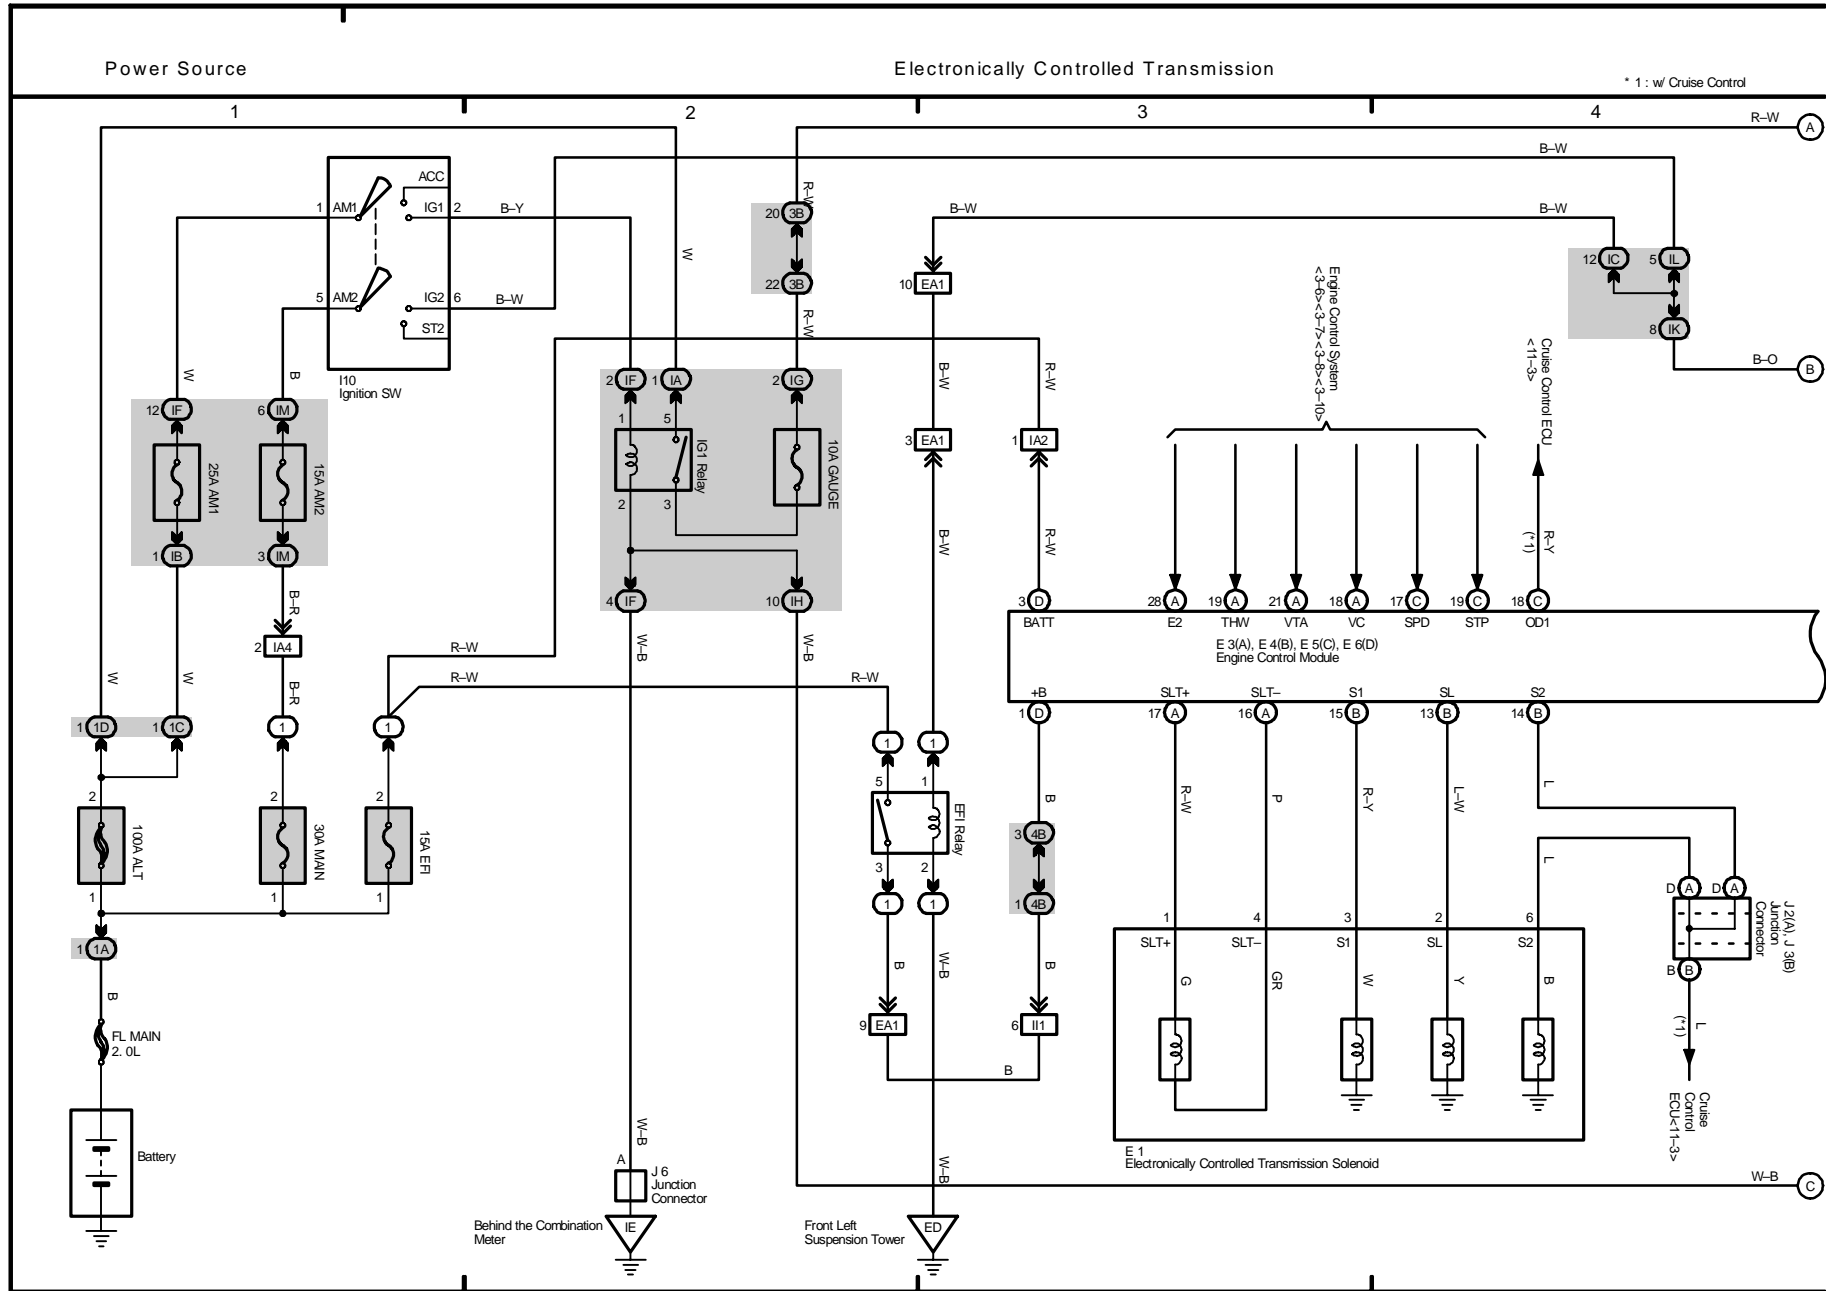 Power Source
Electronically Controlled Transmission
* 1 : w/ Cruise Control
1
2
3
4
R–W
A
B–W
ACC
1
AM1
IG1
2
B–Y
R–W
20
3B
B–W
B–W
W
12
IC
5
IL
22
3B
10
EA1
5
AM2
IG2
6
B–W
ST2
R–W
8
IK
Engine Control System
<3–6><3–7><3–8><3–10>
Cruise Control ECU
<11–3>
B–O
B
I10
Ignition SW
W
B
2
IF
1
IA
2
IG
B–W
R–W
12
IF
6
IM
1
5
3
EA1
1
IA2
25A AM1
15A AM2
IG1 Relay
10A GAUGE
2
3
B–W
R–W
R–Y
(*1)
1
IB
3
IM
4
IF
10
IH
3
D
28
A
19
A
21
A
18
A
17
C
19
C
18
C
BATT
E2
THW
VTA
VC
SPD
STP
OD1
E 3(A), E 4(B), E 5(C), E 6(D)
Engine Control Module
B–R
2
IA4
R–W
W–B
W–B
W
W
B–R
R–W
R–W
+B
SLT+
SLT–
S1
SL
S2
1
D
17
A
16
A
15
B
13
B
14
B
1
1D
1
1C
1
1
1
1
5
1
2
2
2
R–W
P
R–Y
L–W
L
B
100A ALT
30A MAIN
15A EFI
EFI Relay
3
4B
L
3
2
1
1
1
1
1
1
4B
D
A
D
A
J 2(A), J 3(B)
Junction
Connector
1
4
3
2
6
SLT+
SLT–
S1
SL
S2
1
1A
B
W–B
B
G
GR
W
Y
B
B
B
B
FL MAIN
2. 0L
9
EA1
6
II1
L
(*1)
B
Cruise
Control
ECU<11–3>
Battery
W–B
W–B
E 1
Electronically Controlled Transmission Solenoid
A
J 6
Junction
Connector
W–B
C
Behind the Combination
Meter
IE
Front Left
Suspension Tower
ED